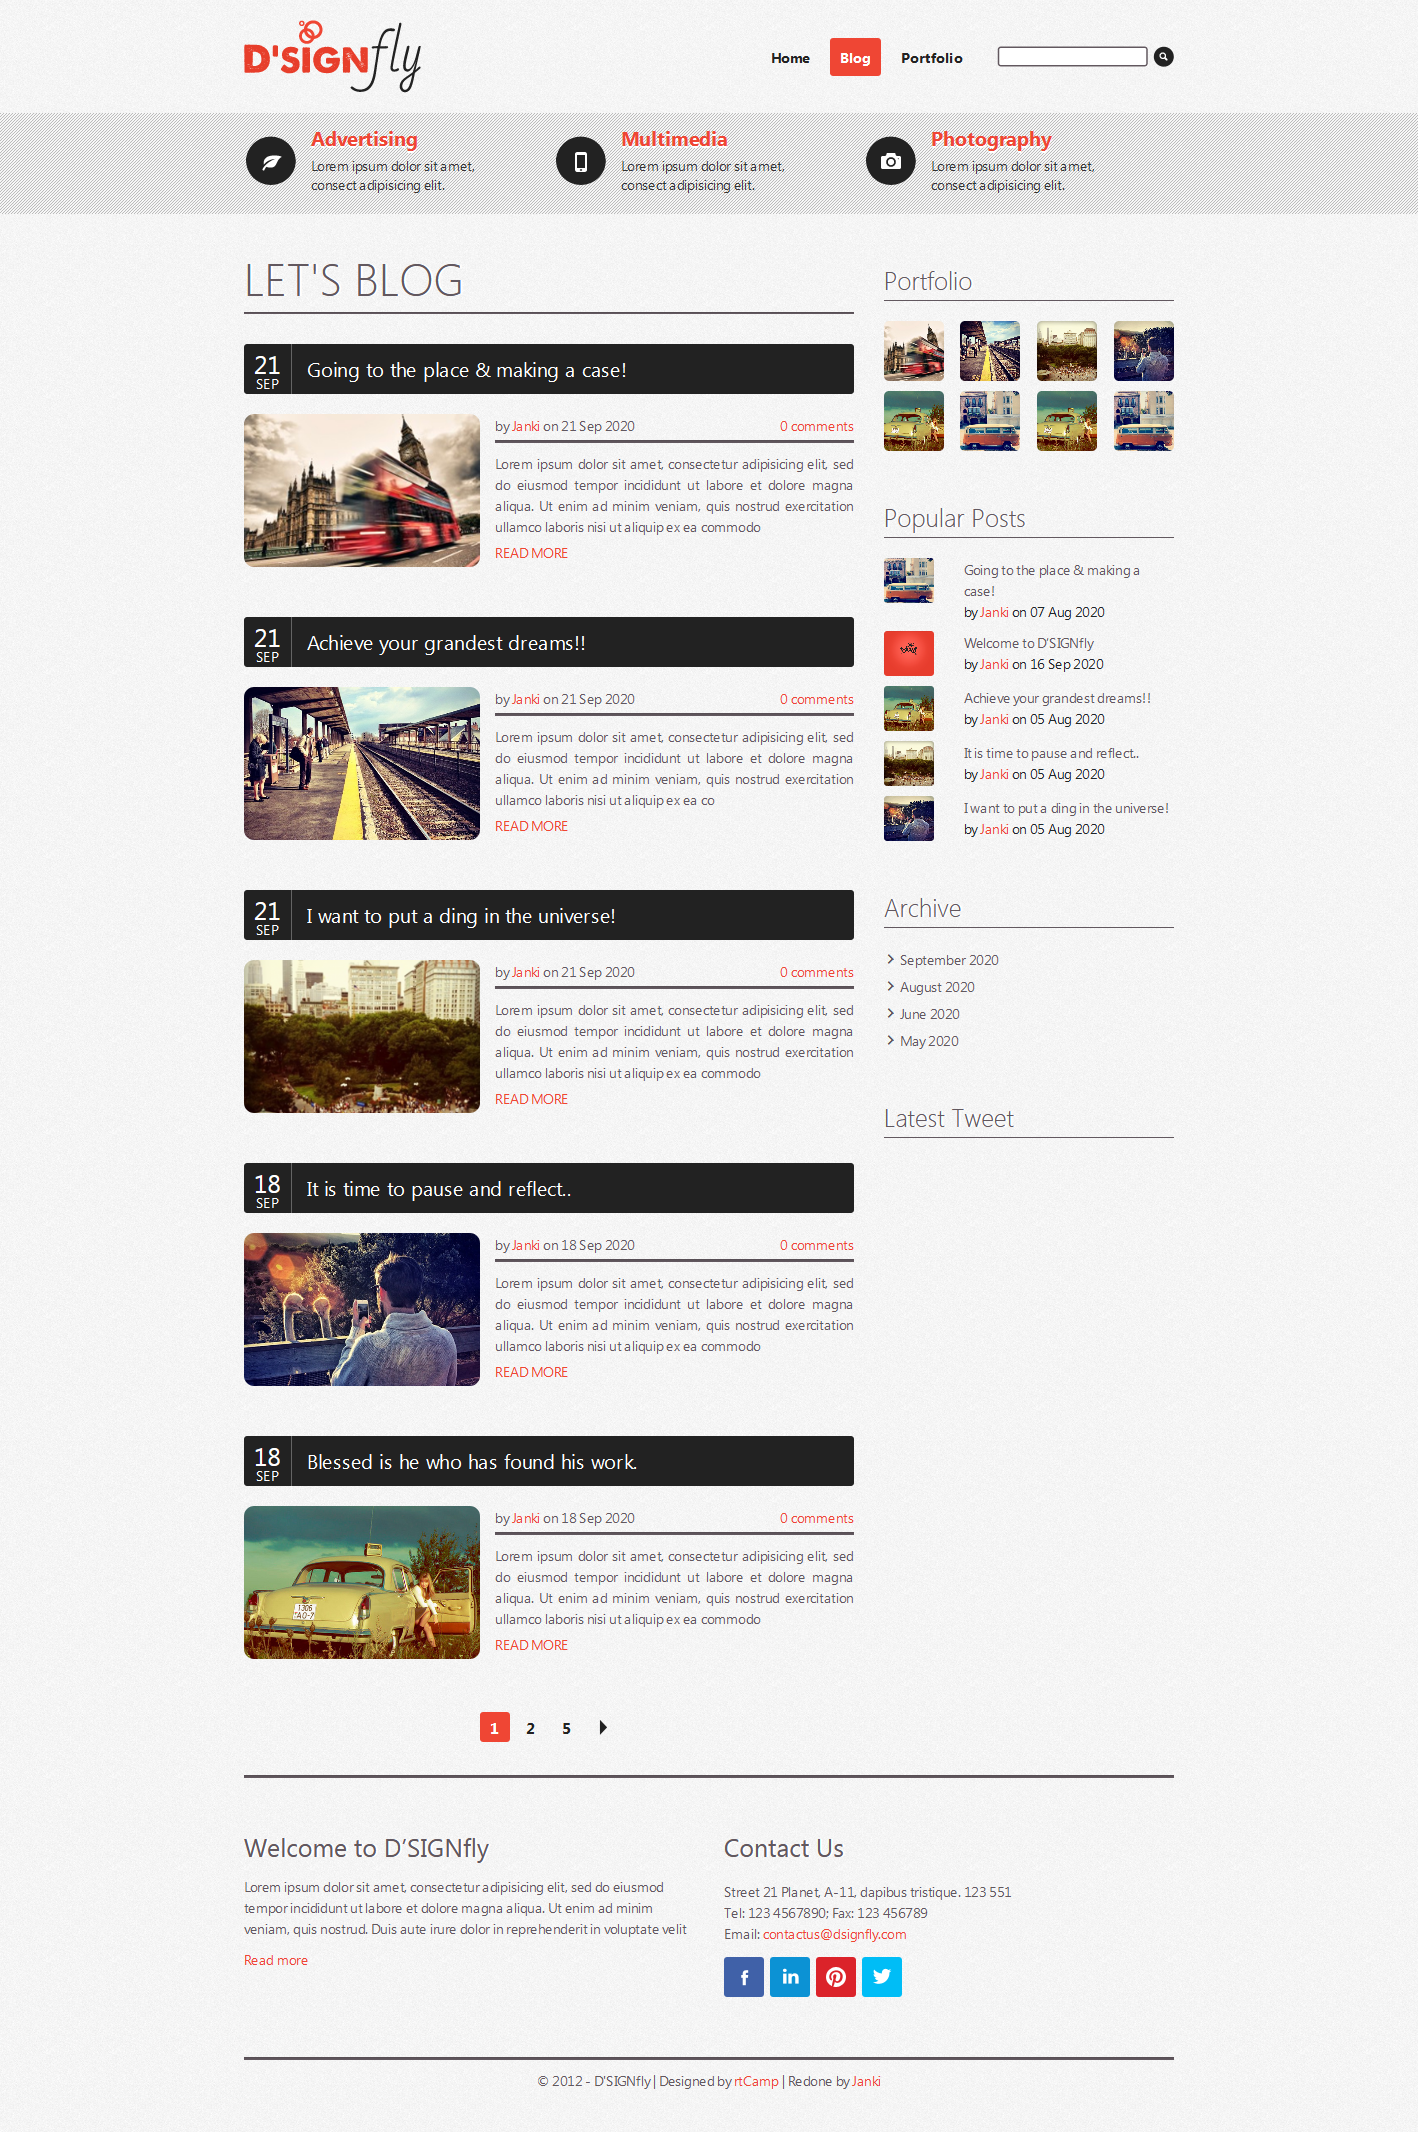 D'SIGNfly
Home
Blog
Portfolio
Advertising
Lorem ipsum dolor sit amet,
consect adipisicing elit.
Multimedia
Lorem ipsum dolor sit amet,
consect adipisicing elit.
Photography
Lorem ipsum dolor sit amet,
consect adipisicing elit.
LET'S BLOG
21
SEP
Going to the place & making a case!
by Janki on 21 Sep 2020
0 comments
Lorem ipsum dolor sit amet, consectetur adipisicing elit, sed
do eiusmod tempor incididunt ut labore et dolore magna
aliqua. Ut enim ad minim veniam, quis nostrud exercitation
ullamco laboris nisi ut aliquip ex ea commodo
READ MORE
21
SEP
Achieve your grandest dreams!!
by Janki on 21 Sep 2020
0 comments
Lorem ipsum dolor sit amet, consectetur adipisicing elit, sed
do eiusmod tempor incididunt ut labore et dolore magna
aliqua. Ut enim ad minim veniam, quis nostrud exercitation
ullamco laboris nisi ut aliquip ex ea co
READ MORE
21
SEP
I want to put a ding in the universe!
by Janki on 21 Sep 2020
0 comments
Lorem ipsum dolor sit amet, consectetur adipisicing elit, sed
do eiusmod tempor incididunt ut labore et dolore magna
aliqua. Ut enim ad minim veniam, quis nostrud exercitation
ullamco laboris nisi ut aliquip ex ea commodo
READ MORE
18
SEP
It is time to pause and reflect..
by Janki on 18 Sep 2020
0 comments
Lorem ipsum dolor sit amet, consectetur adipisicing elit, sed
do eiusmod tempor incididunt ut labore et dolore magna
aliqua. Ut enim ad minim veniam, quis nostrud exercitation
ullamco laboris nisi ut aliquip ex ea commodo
READ MORE
18
SEP
Blessed is he who has found his work.
1306
by Janki on 18 Sep 2020
0 comments
Lorem ipsum dolor sit amet, consectetur adipisicing elit, sed
do eiusmod tempor incididunt ut labore et dolore magna
aliqua. Ut enim ad minim veniam, quis nostrud exercitation
ullamco laboris nisi ut aliquip ex ea commodo
READ MORE
1 2 5
Portfolio
Popular Posts
Going to the place & making a
case!
by Janki on 07 Aug 2020
Welcome to D'SIGNfly
by Janki on 16 Sep 2020
Achieve your grandest dreams!!
by Janki on 05 Aug 2020
It is time to pause and reflect..
by Janki on 05 Aug 2020
I want to put a ding in the universe!
by Janki on 05 Aug 2020
Archive
September 2020
August 2020
June 2020
May 2020
Latest Tweet
Welcome to D’SIGNfly
Lorem ipsum dolor sit amet, consectetur adipisicing elit, sed do eiusmod
tempor incididunt ut labore et dolore magna aliqua. Ut enim ad minim
veniam, quis nostrud. Duis aute irure dolor in reprehenderit in voluptate velit
Read more
Contact Us
Street 21 Planet, A-11, dapibus tristique. 123 551
Tel: 123 4567890; Fax: 123 456789
Email: contactus@dsignfly.com
© 2012 - D'SIGNfly | Designed by rtCamp | Redone by Janki